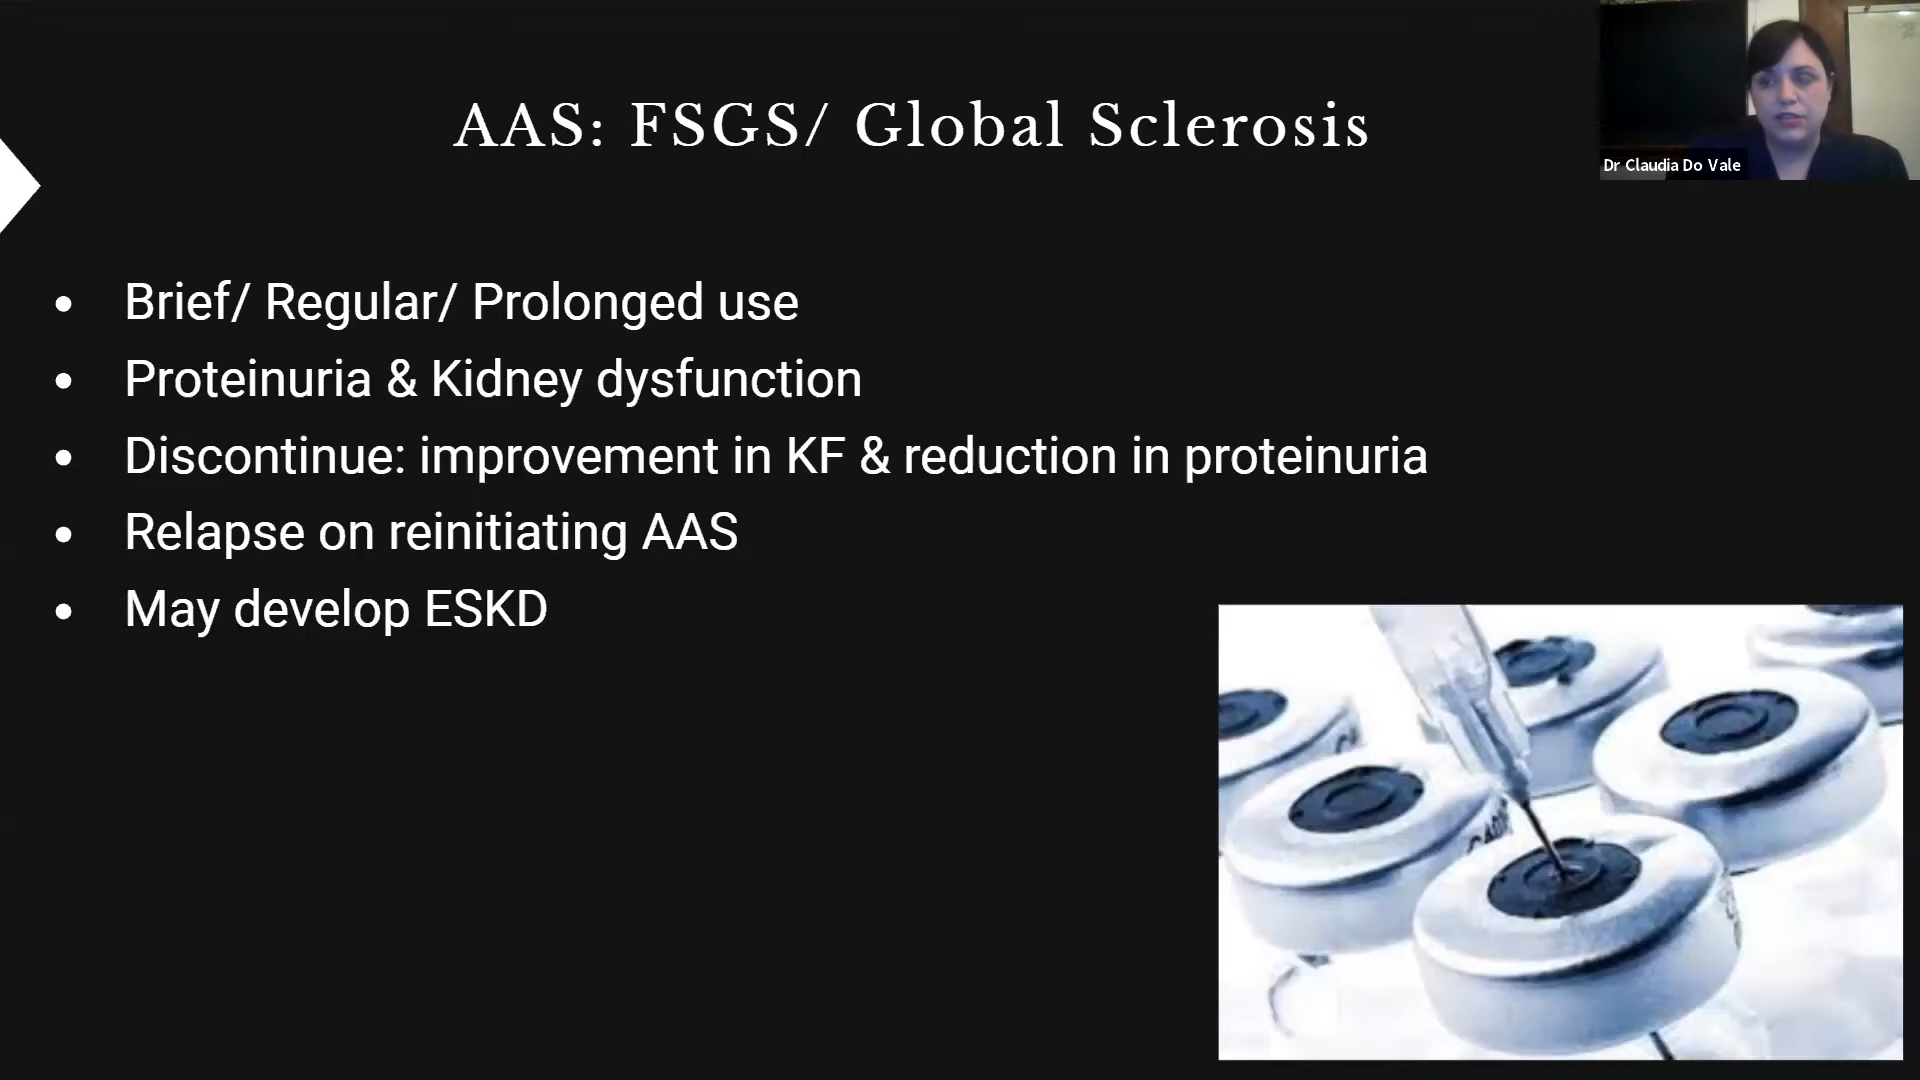 AAS: FSGS/ Global Sclerosis
Dr Claudia Do Vale
• Brief/ Regular/ Prolonged use
• Proteinuria & Kidney dysfunction
• Discontinue: improvement in KF & reduction in proteinuria
• Relapse on reinitiating AAS
• May develop ESKD